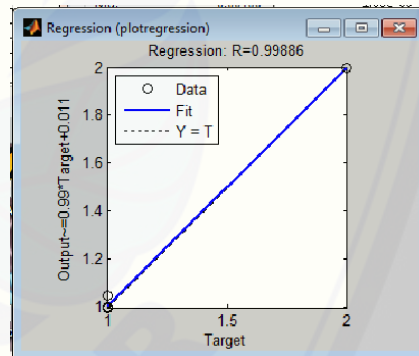 Regression (plotregression)
Regression: R=0.99886
Output~=0.99*Target+0.011
2
1.8
1.6
1.4
1.2
1
Data
Fit
Y = T
1
1.5
2
Target